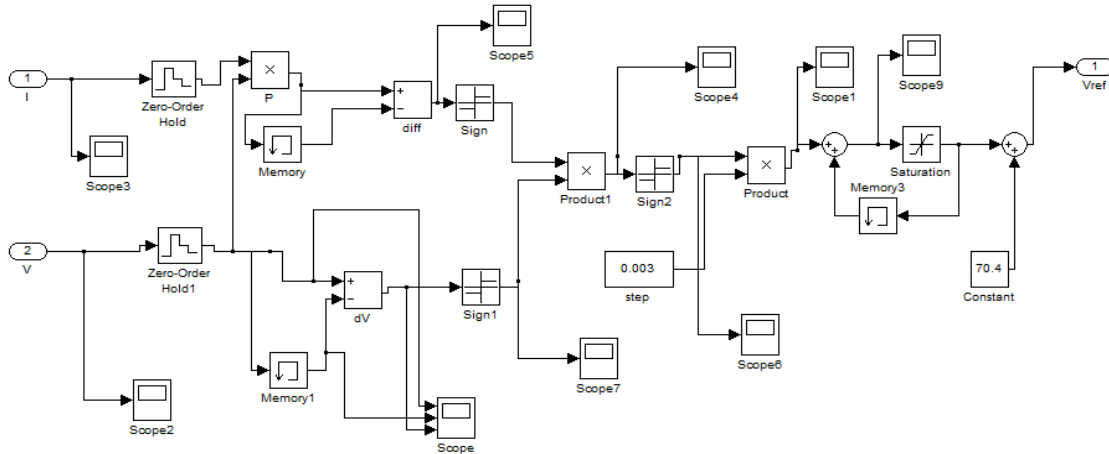 1
I
Zero-Order
Hold
P
Scope3
Memory
diff
Scope5
Sign
2
V
Zero-Order
Hold1
Scope2
Memory1
dV
Sign1
Scope
Product1
Scope4
Sign2
Scope7
0.003
step
Product
Scope1
Scope6
Scope9
Saturation
Memory3
70.4
Constant
1
Vref